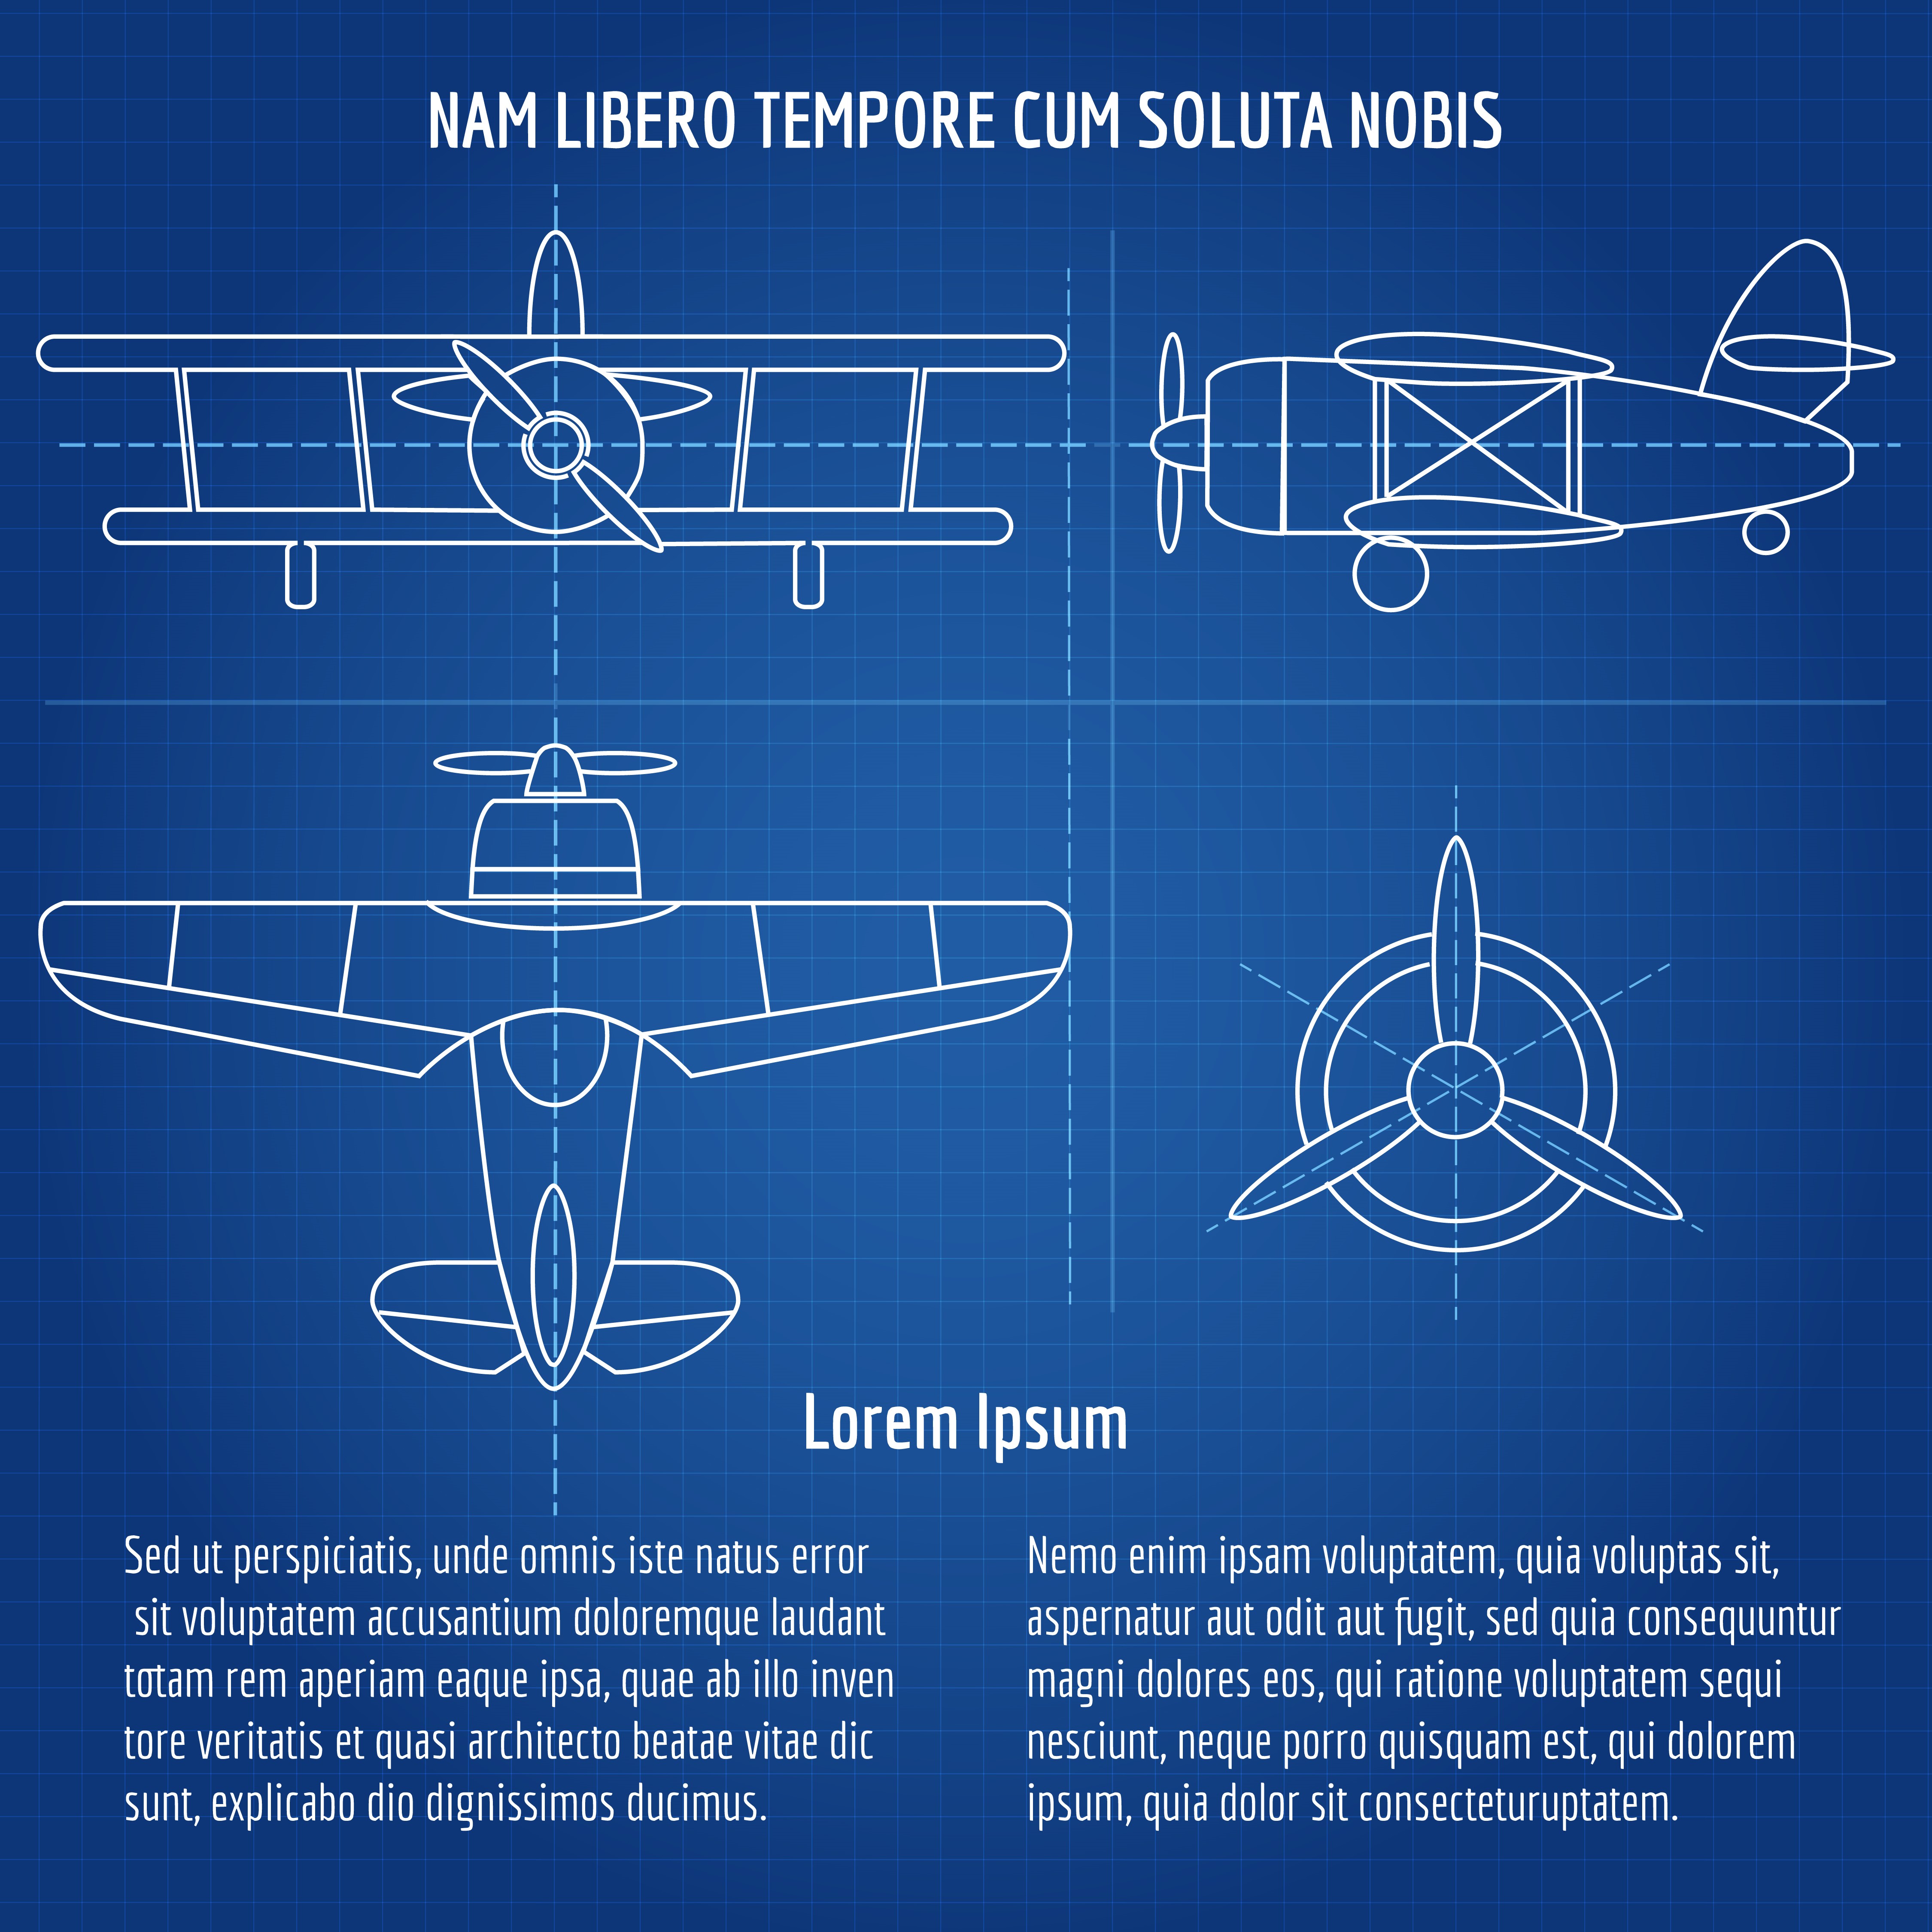 NAM LIBERO TEMPORE CUM SOLUTA NOBIS
Lorem Ipsum
Sed ut perspiciatis, unde omnis iste natus error
sit voluptatem accusantium doloremque laudant
totam rem aperiam eaque ipsa, quae ab illo inven
tore veritatis et quasi architecto beatae vitae dic
sunt, explicabo dio dignissimos ducimus.
Nemo enim ipsam voluptatem, quia voluptas sit,
aspernatur aut odit aut fugit, sed quia consequuntur
magni dolores eos, qui ratione voluptatem sequi
nesciunt, neque porro quisquam est, qui dolorem
ipsum, quia dolor sit consecteturuptatem.